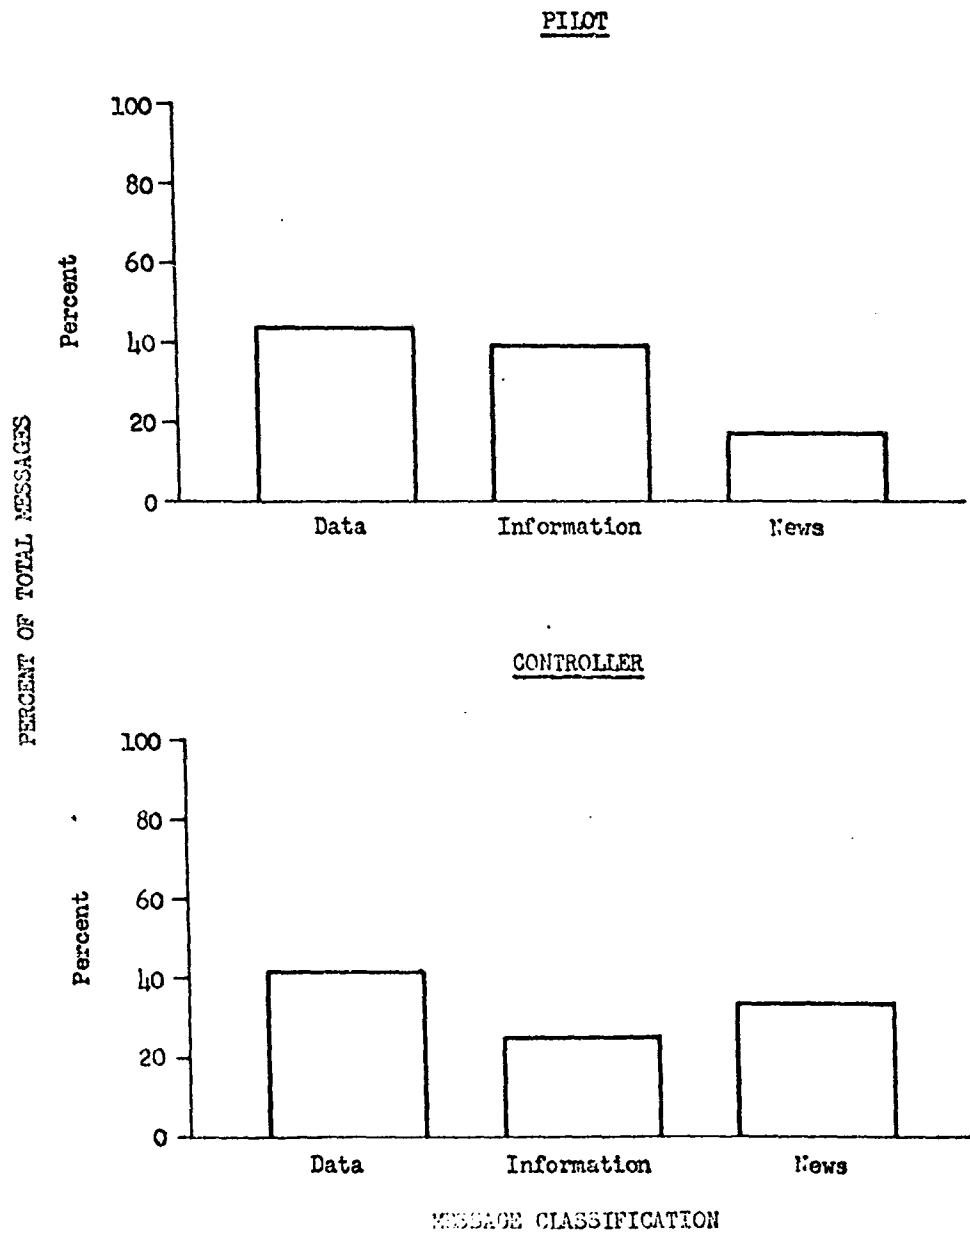 PILOT
100
80
60
40
20
0
Percent
Data Information News
PERCENT OF TOTAL MESSAGES
CONTROLLER
100
80
60
40
20
0
Percent
Data Information News
MESSAGE CLASSIFICATION